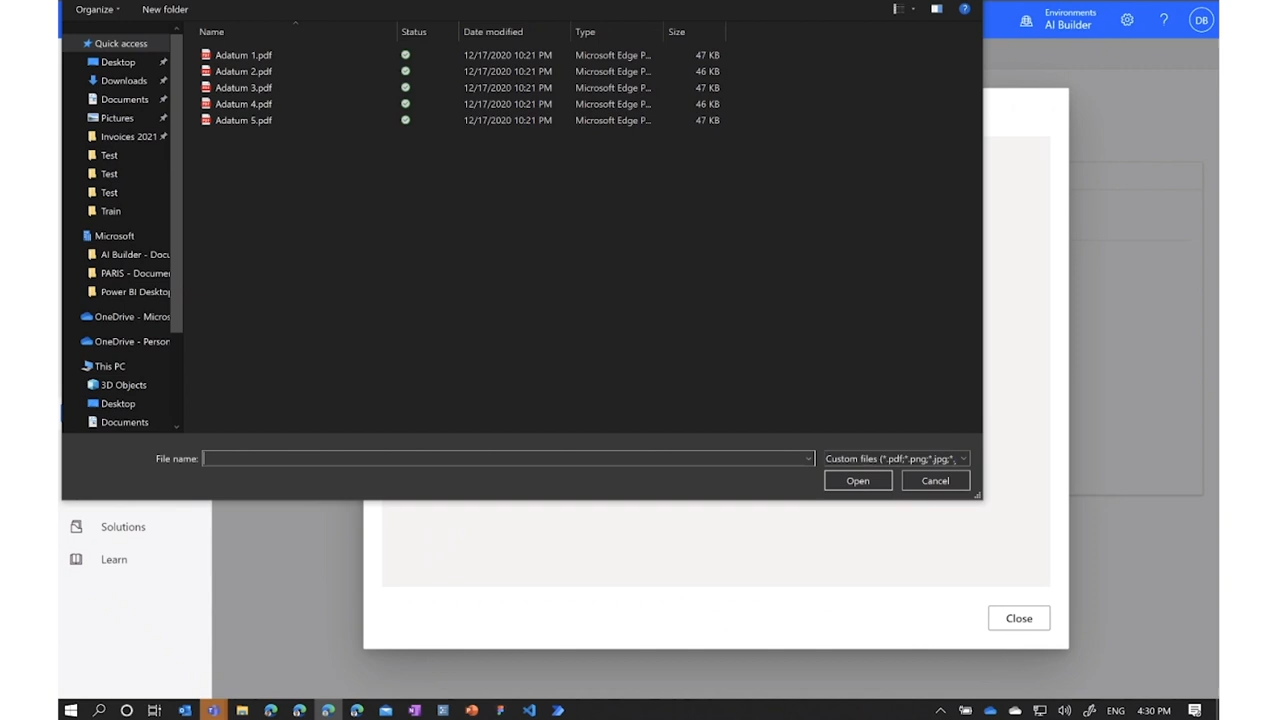 Organize
New folder
Environments
AI Builder
DB
Name
Status
Date modified
Type
Size
Quick access
Adatum 1.pdf 12/17/2020 10:21 PM Microsoft Edge P... 47 KB
Desktop
Adatum 2.pdf 12/17/2020 10:21 PM Microsoft Edge P... 46 KB
Downloads
Adatum 3.pdf 12/17/2020 10:21 PM Microsoft Edge P... 47 KB
Documents
Adatum 4.pdf 12/17/2020 10:21 PM Microsoft Edge P... 46 KB
Pictures
Adatum 5.pdf 12/17/2020 10:21 PM Microsoft Edge P... 47 KB
Invoices 2021
Test
Test
Test
Train
Microsoft
AI Builder - Docu
PARIS - Documen
Power BI Desktop
OneDrive - Micros
OneDrive - Person
This PC
3D Objects
Desktop
Documents
File name:
Custom files (*.pdf;*.png;*.jpg;*.
Open
Cancel
Solutions
Learn
Close
ENG
4:30 PM